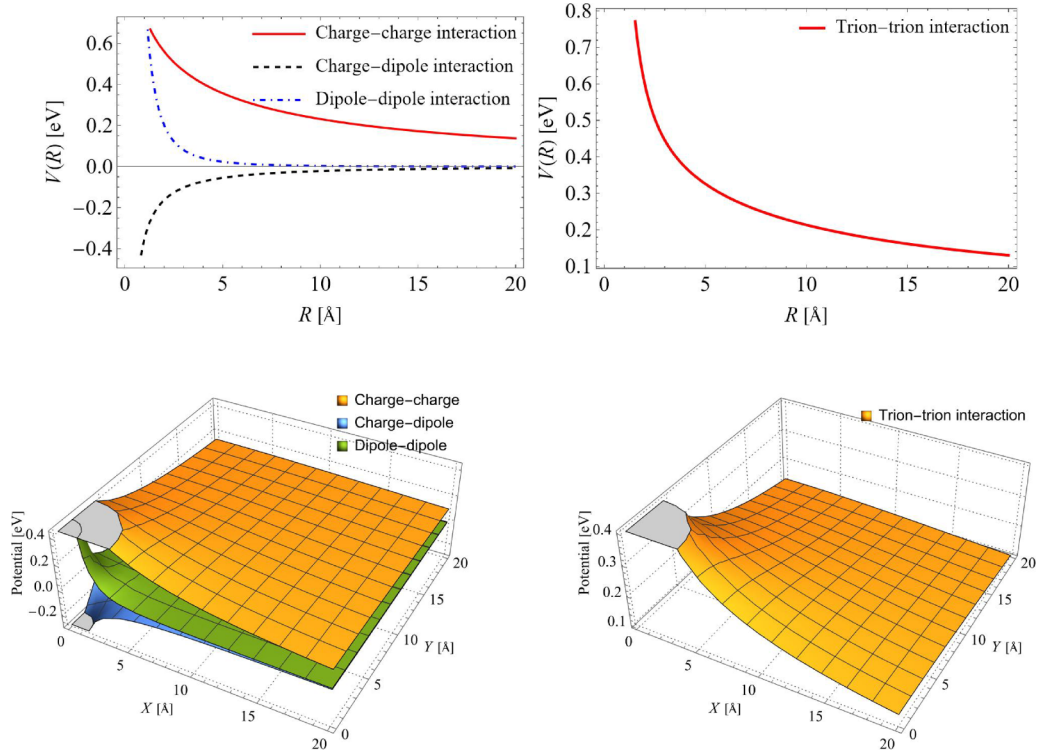 Charge−charge interaction
Charge−dipole interaction
Dipole−dipole interaction
0.6
0.4
0.2
0.0
−0.2
−0.4
V(R) [eV]
0 5 10 15 20
R [Å]
Trion−trion interaction
0.8
0.7
0.6
0.5
0.4
0.3
0.2
0.1
V(R) [eV]
0 5 10 15 20
R [Å]
Charge−charge
Charge−dipole
Dipole−dipole
0.4
0.2
0.0
−0.2
Potential [eV]
0 5 10 15 20
X [Å]
0 5 10 15 20
Y [Å]
Trion−trion interaction
0.4
0.3
0.2
0.1
Potential [eV]
0 5 10 15 20
X [Å]
0 5 10 15 20
Y [Å]